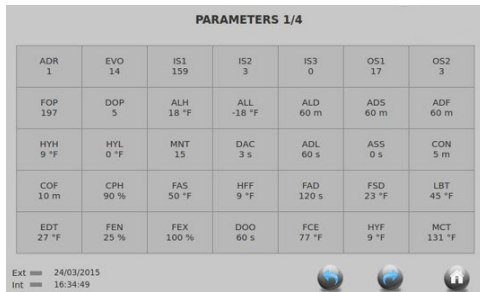 PARAMETERS 1/4
ADR EVO IS1 IS2 IS3 OS1 OS2
1 14 159 3 0 17 3
FOP DOP ALH ALL ALD ADS ADF
197 5 18 °F -18 °F 60 m 60 m 60 m
HYH HYL MNT DAC ADL ASS CON
9 °F 0 °F 15 3 s 60 s 0 s 5 m
COF CPH FAS HFF FAD FSD LBT
10 m 90 % 50 °F 9 °F 120 s 23 °F 45 °F
EDT FEN FEX DOO FCE HYF MCT
27 °F 25 % 100 % 60 s 77 °F 9 °F 131 °F
Ext 24/03/2015
Int 16:34:49